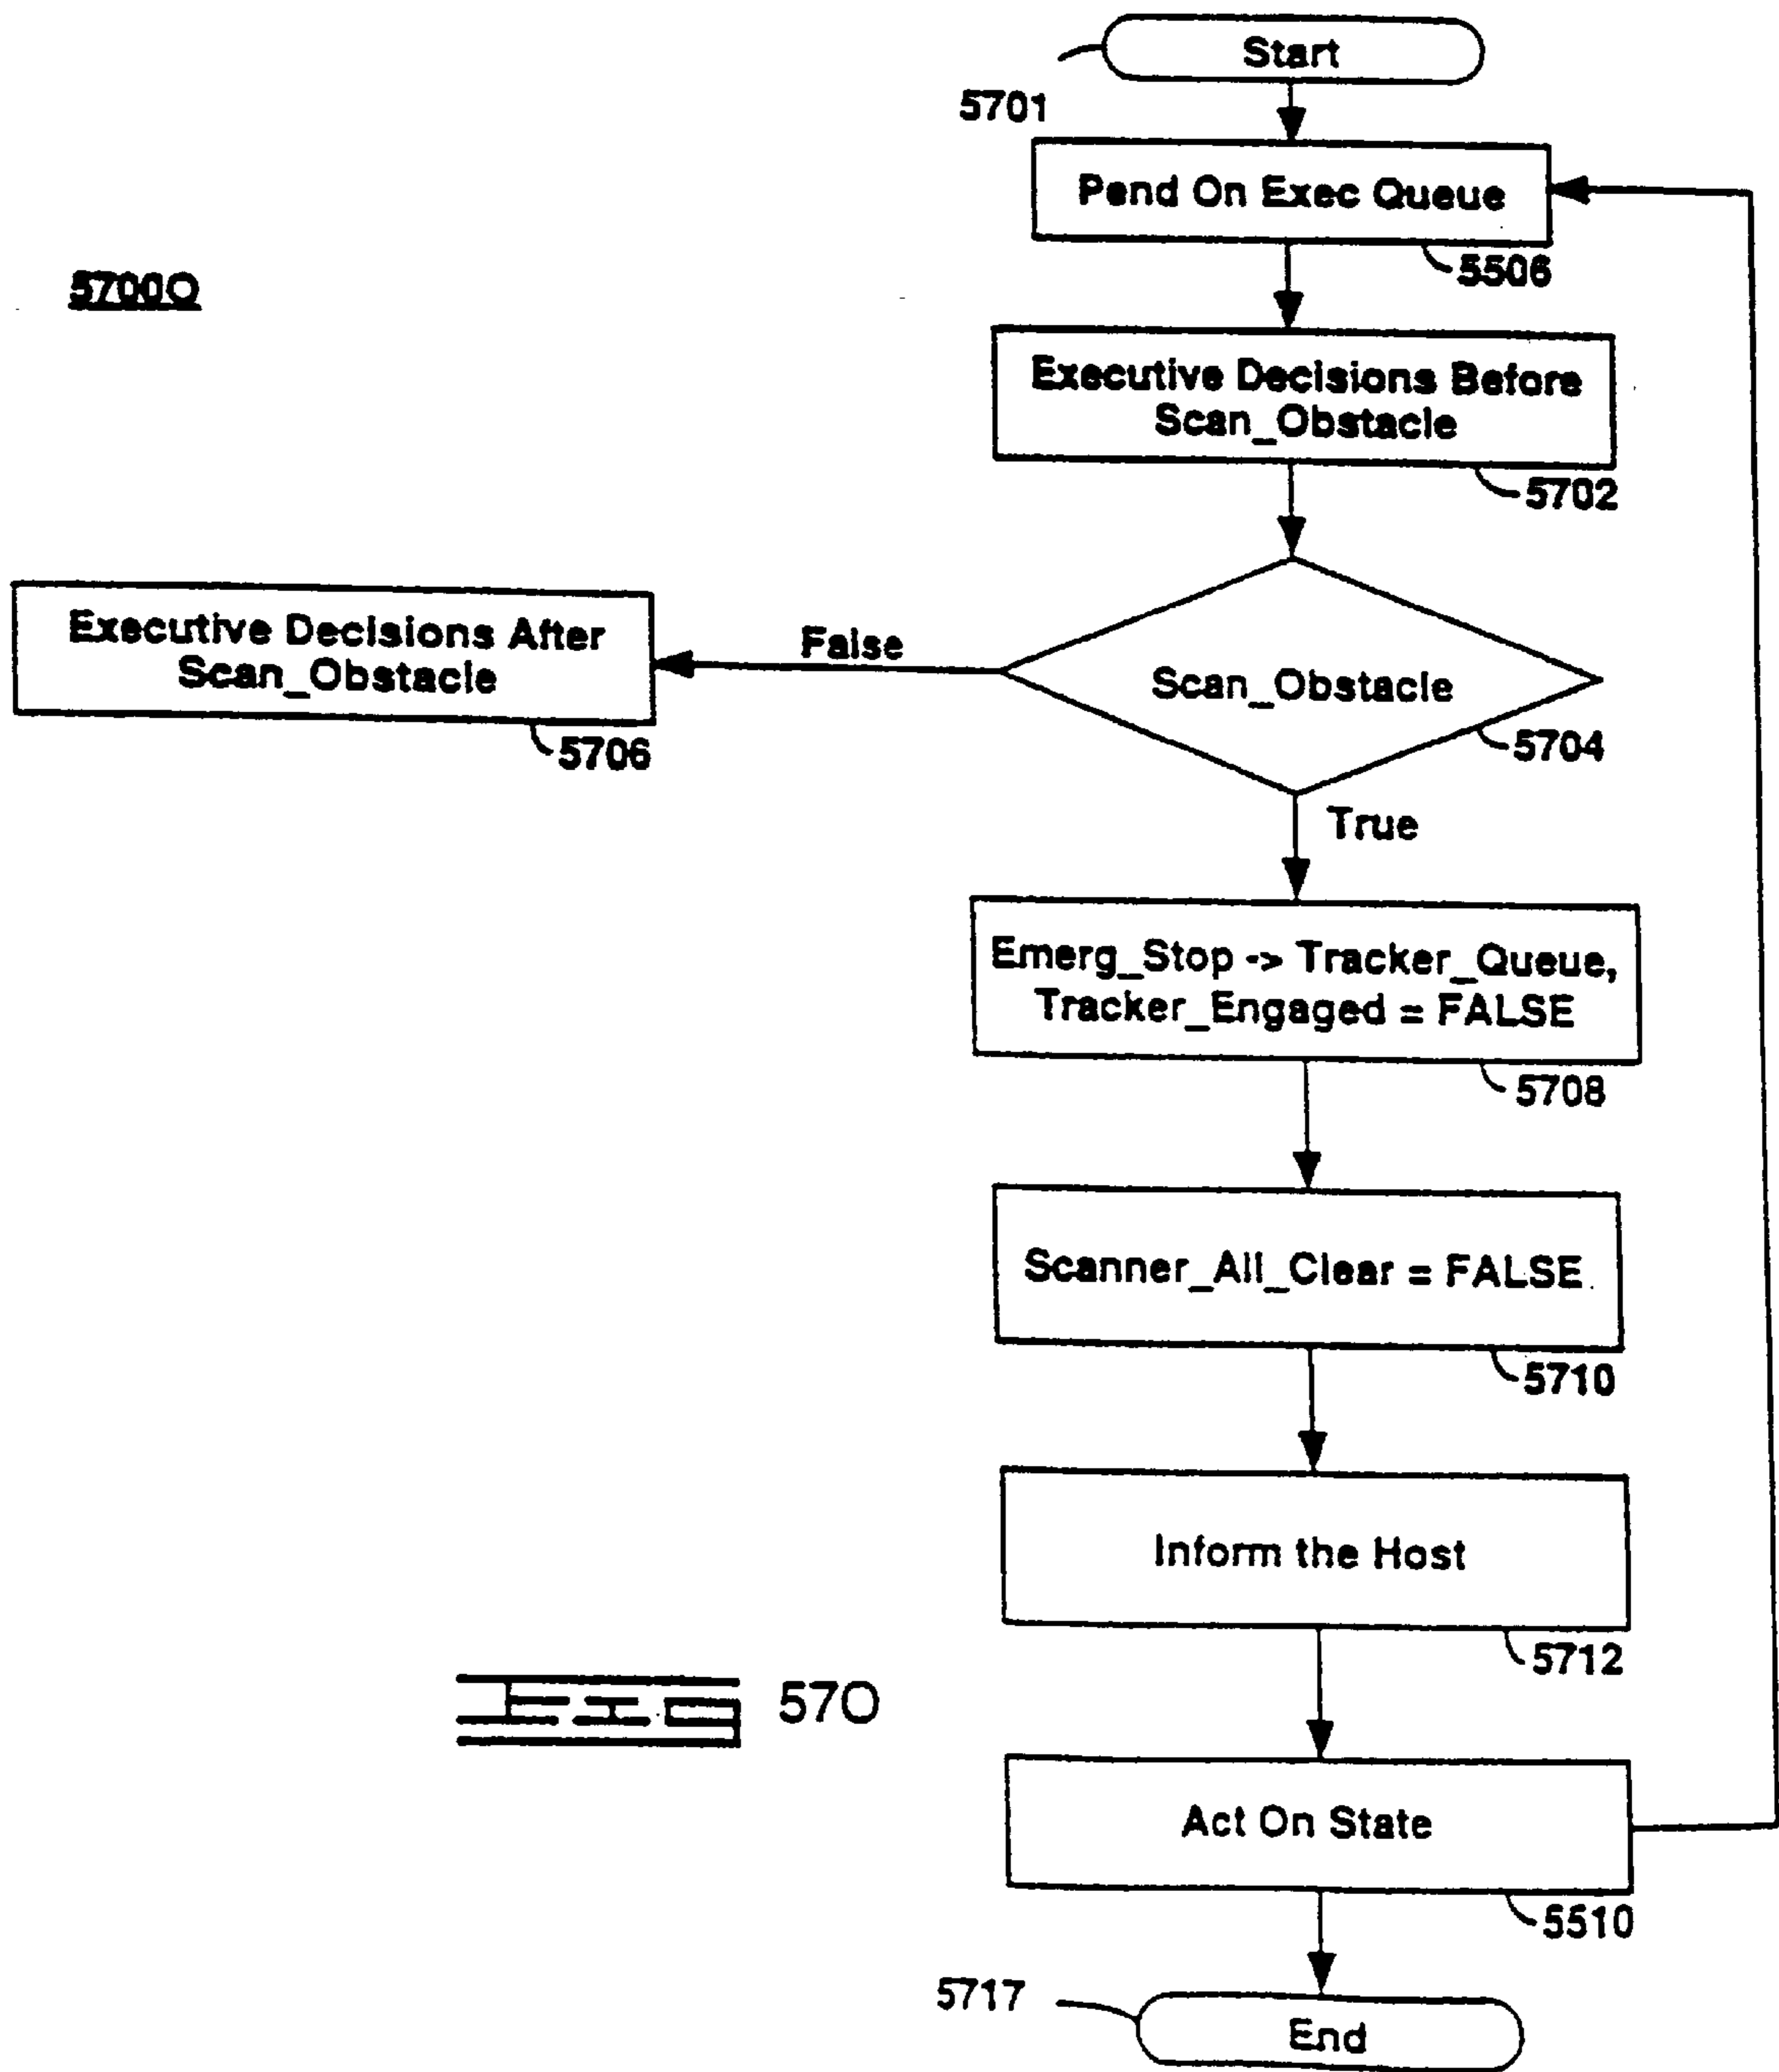 Start
5701
Pend On Exec Queue
5506
5700O
Executive Decisions Before
Scan_Obstacle
5702
Executive Decisions After
Scan_Obstacle
5706
False
Scan_Obstacle
5704
True
Emerg_Stop -> Tracker_Queue,
Tracker_Engaged = FALSE
5708
Scanner_All_Clear = FALSE
5710
Inform the Host
5712
FIG 57O
Act On State
5510
5717
End